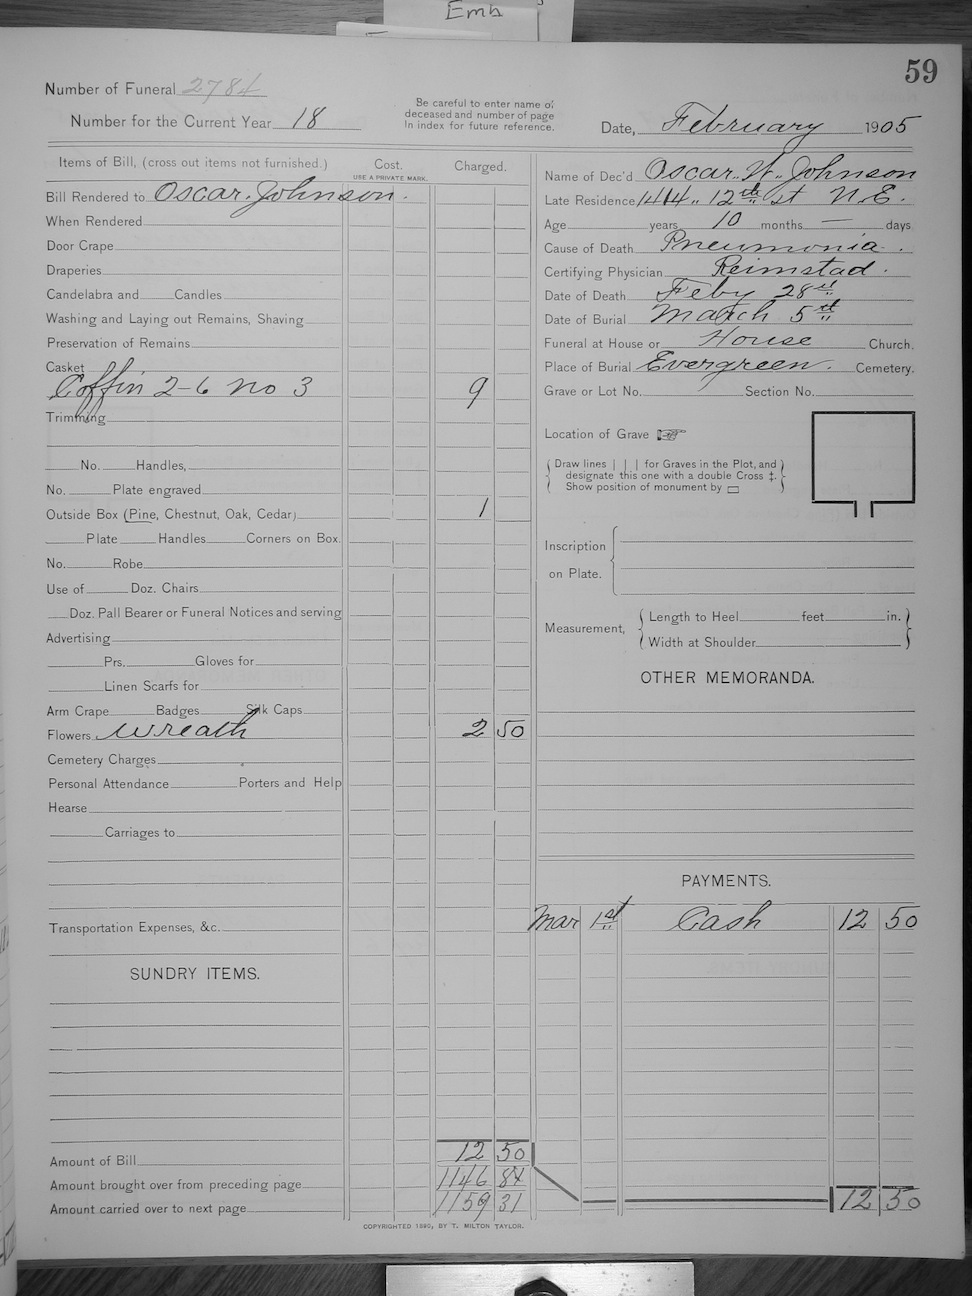 Emb
59
Number of Funeral 2784
Number for the Current Year 18
Be careful to enter name of
deceased and number of page
in index for future reference.
Date, February 1905
Items of Bill, (cross out items not furnished.) Cost. Charged.
USE A PRIVATE MARK.
Bill Rendered to Oscar Johnson.
When Rendered
Door Crape
Draperies
Candelabra and Candles
Washing and Laying out Remains, Shaving
Preservation of Remains
Casket
Coffin 2-6 no 3 9
Trimming
No. Handles,
No. Plate engraved
Outside Box (Pine, Chestnut, Oak, Cedar) 1
Plate Handles Corners on Box.
No. Robe
Use of Doz. Chairs
Doz. Pall Bearer or Funeral Notices and serving
Advertising
Prs. Gloves for
Linen Scarfs for
Arm Crape Badges Silk Caps
Flowers Wreath 2 50
Cemetery Charges
Personal Attendance Porters and Help
Hearse
Carriages to
Transportation Expenses, &c.
SUNDRY ITEMS.
Amount of Bill 12 50
Amount brought over from preceding page 1146 84
Amount carried over to next page 1159 31
Name of Dec'd Oscar W. Johnson
Late Residence 1414 12th St N.E.
Age years 10 months — days
Cause of Death Pneumonia.
Certifying Physician Reimstad.
Date of Death Feby 28th
Date of Burial March 5th
Funeral at House or House Church.
Place of Burial Evergreen. Cemetery.
Grave or Lot No. Section No.
Location of Grave
Draw lines | | | for Graves in the Plot, and
designate this one with a double Cross ‡.
Show position of monument by ▭
Inscription
on Plate.
Measurement,
Length to Heel feet in.
Width at Shoulder
OTHER MEMORANDA.
PAYMENTS.
Mar 1st Cash 12 50
12 50
COPYRIGHTED 1890, BY T. MILTON TAYLOR.